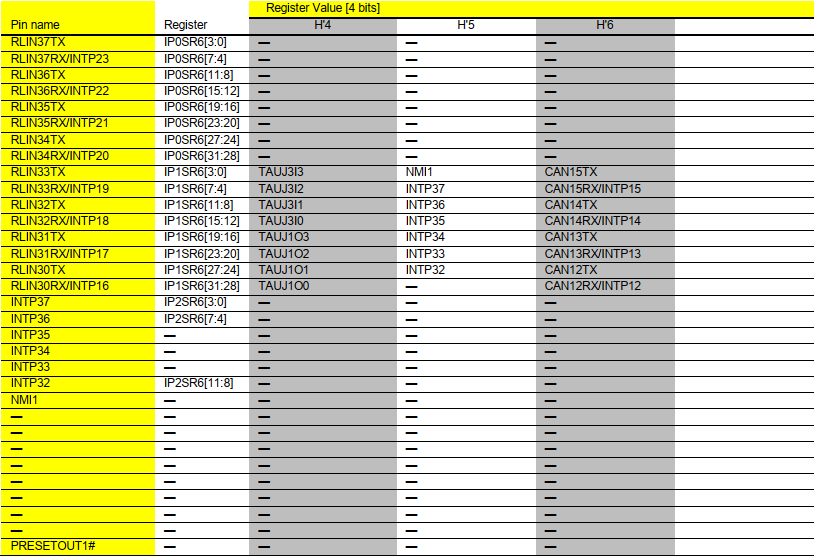 Register Value [4 bits]
Pin name Register H'4 H'5 H'6
RLIN37TX IP0SR6[3:0] — — —
RLIN37RX/INTP23 IP0SR6[7:4] — — —
RLIN36TX IP0SR6[11:8] — — —
RLIN36RX/INTP22 IP0SR6[15:12] — — —
RLIN35TX IP0SR6[19:16] — — —
RLIN35RX/INTP21 IP0SR6[23:20] — — —
RLIN34TX IP0SR6[27:24] — — —
RLIN34RX/INTP20 IP0SR6[31:28] — — —
RLIN33TX IP1SR6[3:0] TAUJ3I3 NMI1 CAN15TX
RLIN33RX/INTP19 IP1SR6[7:4] TAUJ3I2 INTP37 CAN15RX/INTP15
RLIN32TX IP1SR6[11:8] TAUJ3I1 INTP36 CAN14TX
RLIN32RX/INTP18 IP1SR6[15:12] TAUJ3I0 INTP35 CAN14RX/INTP14
RLIN31TX IP1SR6[19:16] TAUJ1O3 INTP34 CAN13TX
RLIN31RX/INTP17 IP1SR6[23:20] TAUJ1O2 INTP33 CAN13RX/INTP13
RLIN30TX IP1SR6[27:24] TAUJ1O1 INTP32 CAN12TX
RLIN30RX/INTP16 IP1SR6[31:28] TAUJ1O0 — CAN12RX/INTP12
INTP37 IP2SR6[3:0] — — —
INTP36 IP2SR6[7:4] — — —
INTP35 — — — —
INTP34 — — — —
INTP33 — — — —
INTP32 IP2SR6[11:8] — — —
NMI1 — — — —
— — — — —
— — — — —
— — — — —
— — — — —
— — — — —
— — — — —
— — — — —
— — — — —
PRESETOUT1# — — — —